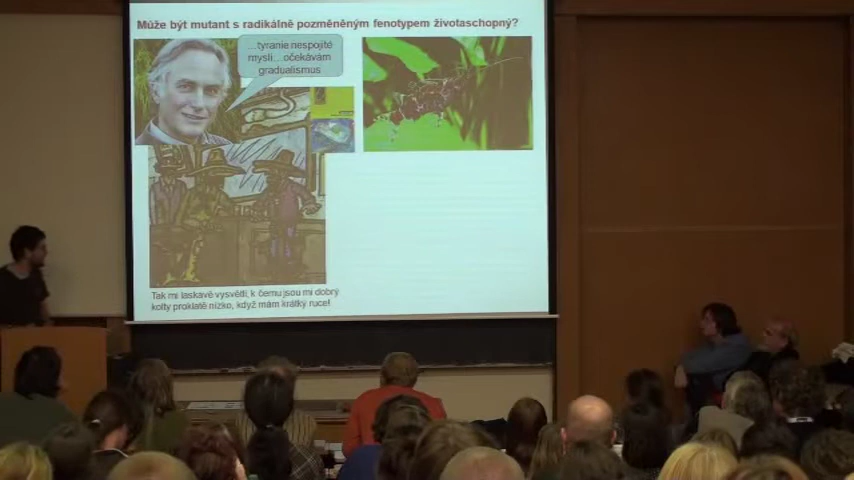 Může být mutant s radikálně pozměněným fenotypem životaschopný?
...tyranie nespojité
mysli...očekávám
gradualismus
Tak mi laskavě vysvětli, k čemu jsou mi dobrý
kolty proklatě nízko, když mám krátký ruce!